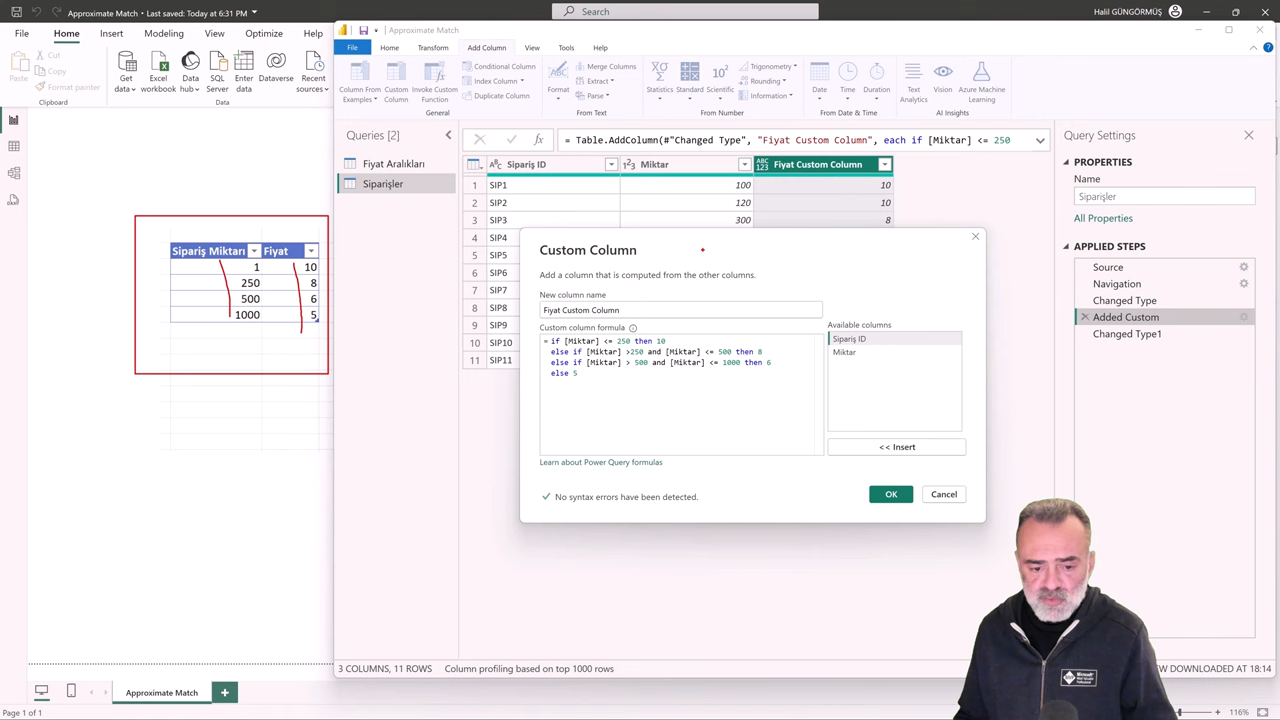 Approximate Match • Last saved: Today at 6:31 PM
Search
Halil GÜNGÖRMÜŞ
File Home Insert Modeling View Optimize Help
Paste
Cut
Copy
Format painter
Clipboard
Get data
Excel workbook
Data hub
SQL Server
Enter data
Dataverse
Recent sources
Data
Approximate Match
File Home Transform Add Column View Tools Help
Column From Examples
Custom Column
Invoke Custom Function
Conditional Column
Index Column
Duplicate Column
General
Format
Merge Columns
Extract
Parse
From Text
Statistics
Standard
Scientific
10²
Trigonometry
Rounding
Information
From Number
Date
Time
Duration
From Date & Time
Text Analytics
Vision
Azure Machine Learning
AI Insights
Queries [2]
Fiyat Aralıkları
Siparişler
fx = Table.AddColumn(#"Changed Type", "Fiyat Custom Column", each if [Miktar] <= 250
Sipariş ID Miktar Fiyat Custom Column
1 SIP1 100 10
2 SIP2 120 10
3 SIP3 300 8
4 SIP4
5 SIP5
6 SIP6
7 SIP7
8 SIP8
9 SIP9
10 SIP10
11 SIP11
Sipariş Miktarı Fiyat
1 10
250 8
500 6
1000 5
Custom Column
Add a column that is computed from the other columns.
New column name
Fiyat Custom Column
Custom column formula
= if [Miktar] <= 250 then 10
else if [Miktar] >250 and [Miktar] <= 500 then 8
else if [Miktar] > 500 and [Miktar] <= 1000 then 6
else 5
Available columns
Sipariş ID
Miktar
<< Insert
Learn about Power Query formulas
No syntax errors have been detected.
OK
Cancel
Query Settings
PROPERTIES
Name
Siparişler
All Properties
APPLIED STEPS
Source
Navigation
Changed Type
Added Custom
Changed Type1
3 COLUMNS, 11 ROWS Column profiling based on top 1000 rows
DOWNLOADED AT 18:14
Approximate Match
Page 1 of 1
116%